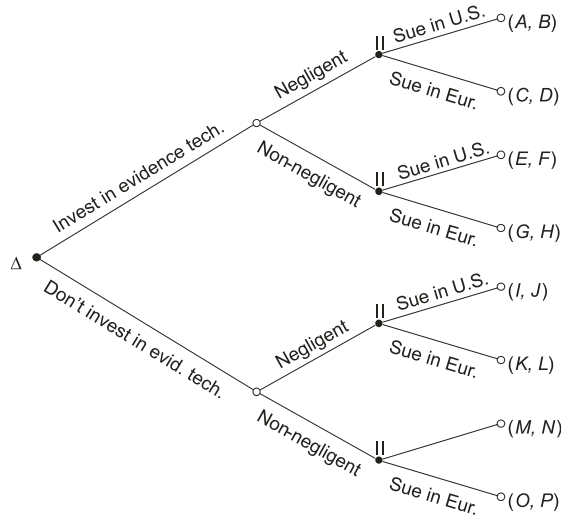 Sue in U.S.
(A, B)
Negligent
II
Sue in Eur.
(C, D)
Invest in evidence tech.
Non-negligent
II
Sue in U.S.
(E, F)
Sue in Eur.
(G, H)
Δ
Don't invest in evid. tech.
Negligent
II
Sue in U.S.
(I, J)
Sue in Eur.
(K, L)
Non-negligent
II
(M, N)
Sue in Eur.
(O, P)